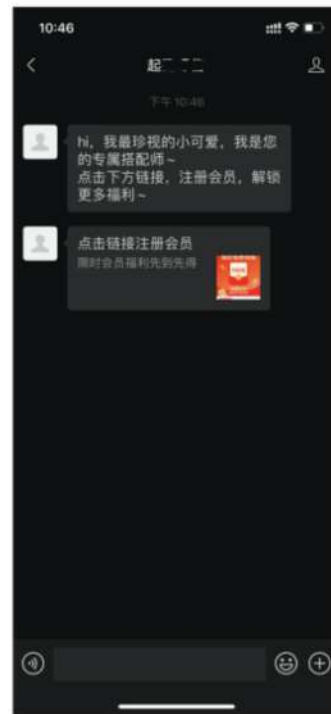 10:46
起
下午 10:46
hi,我最珍视的小可爱,我是您
的专属搭配师~
点击下方链接,注册会员,解锁
更多福利~
点击链接注册会员
限时会员福利先到先得